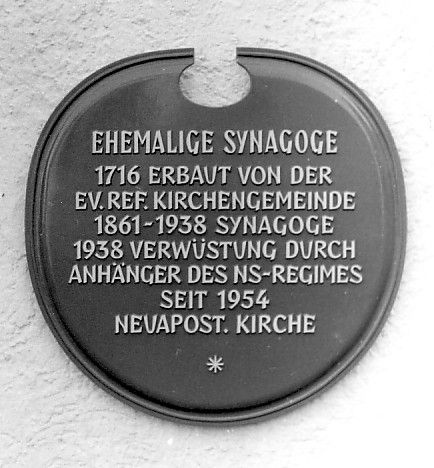 EHEMALIGE SYNAGOGE
1716 ERBAUT VON DER
EV. REF. KIRCHENGEMEINDE
1861-1938 SYNAGOGE
1938 VERWÜSTUNG DURCH
ANHÄNGER DES NS-REGIMES
SEIT 1954
NEUAPOST. KIRCHE
*